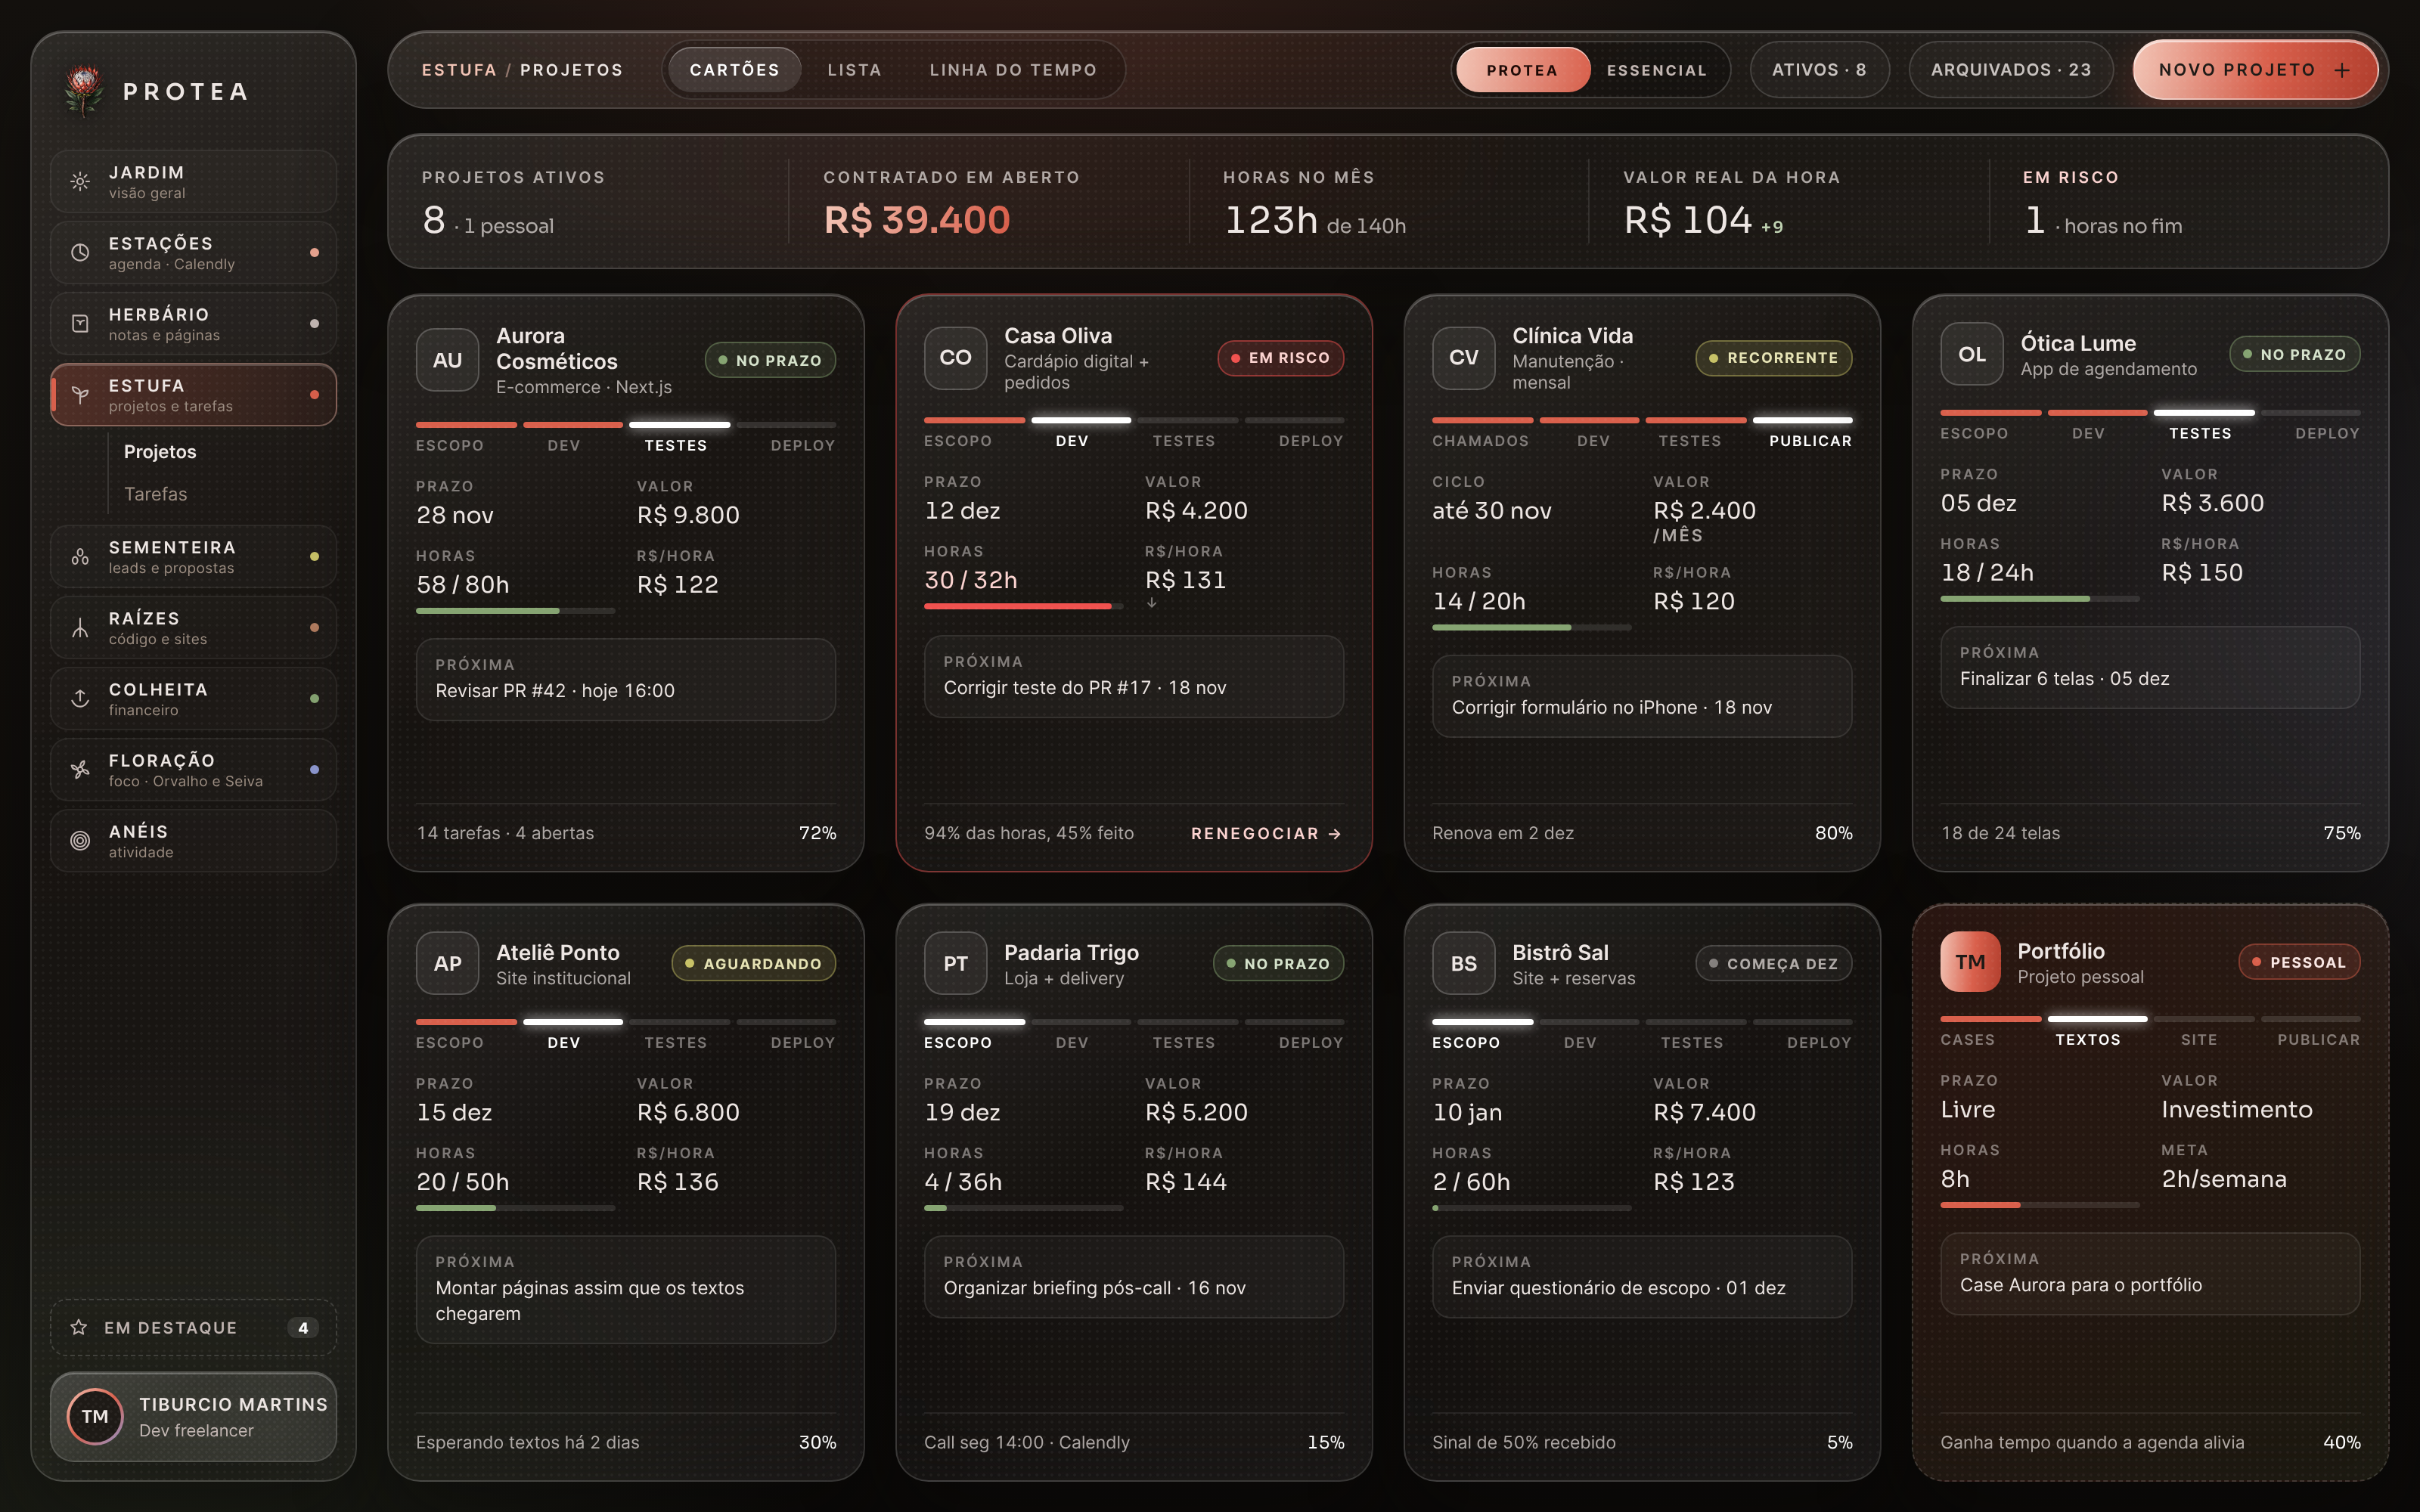 PROTEA
JARDIM
visão geral
ESTAÇÕES
agenda · Calendly
HERBÁRIO
notas e páginas
ESTUFA
projetos e tarefas
Projetos
Tarefas
SEMENTEIRA
leads e propostas
RAÍZES
código e sites
COLHEITA
financeiro
FLORAÇÃO
foco · Orvalho e Seiva
ANÉIS
atividade
EM DESTAQUE 4
TM
TIBURCIO MARTINS
Dev freelancer
ESTUFA / PROJETOS
CARTÕES LISTA LINHA DO TEMPO
PROTEA ESSENCIAL
ATIVOS · 8
ARQUIVADOS · 23
NOVO PROJETO +
PROJETOS ATIVOS
8 · 1 pessoal
CONTRATADO EM ABERTO
R$ 39.400
HORAS NO MÊS
123h de 140h
VALOR REAL DA HORA
R$ 104 +9
EM RISCO
1 · horas no fim
AU
Aurora
Cosméticos
E-commerce · Next.js
NO PRAZO
ESCOPO DEV TESTES DEPLOY
PRAZO VALOR
28 nov R$ 9.800
HORAS R$/HORA
58 / 80h R$ 122
PRÓXIMA
Revisar PR #42 · hoje 16:00
14 tarefas · 4 abertas 72%
CO
Casa Oliva
Cardápio digital +
pedidos
EM RISCO
ESCOPO DEV TESTES DEPLOY
PRAZO VALOR
12 dez R$ 4.200
HORAS R$/HORA
30 / 32h R$ 131
↓
PRÓXIMA
Corrigir teste do PR #17 · 18 nov
94% das horas, 45% feito RENEGOCIAR →
CV
Clínica Vida
Manutenção ·
mensal
RECORRENTE
CHAMADOS DEV TESTES PUBLICAR
CICLO VALOR
até 30 nov R$ 2.400
/MÊS
HORAS R$/HORA
14 / 20h R$ 120
PRÓXIMA
Corrigir formulário no iPhone · 18 nov
Renova em 2 dez 80%
OL
Ótica Lume
App de agendamento
NO PRAZO
ESCOPO DEV TESTES DEPLOY
PRAZO VALOR
05 dez R$ 3.600
HORAS R$/HORA
18 / 24h R$ 150
PRÓXIMA
Finalizar 6 telas · 05 dez
18 de 24 telas 75%
AP
Ateliê Ponto
Site institucional
AGUARDANDO
ESCOPO DEV TESTES DEPLOY
PRAZO VALOR
15 dez R$ 6.800
HORAS R$/HORA
20 / 50h R$ 136
PRÓXIMA
Montar páginas assim que os textos
chegarem
Esperando textos há 2 dias 30%
PT
Padaria Trigo
Loja + delivery
NO PRAZO
ESCOPO DEV TESTES DEPLOY
PRAZO VALOR
19 dez R$ 5.200
HORAS R$/HORA
4 / 36h R$ 144
PRÓXIMA
Organizar briefing pós-call · 16 nov
Call seg 14:00 · Calendly 15%
BS
Bistrô Sal
Site + reservas
COMEÇA DEZ
ESCOPO DEV TESTES DEPLOY
PRAZO VALOR
10 jan R$ 7.400
HORAS R$/HORA
2 / 60h R$ 123
PRÓXIMA
Enviar questionário de escopo · 01 dez
Sinal de 50% recebido 5%
TM
Portfólio
Projeto pessoal
PESSOAL
CASES TEXTOS SITE PUBLICAR
PRAZO VALOR
Livre Investimento
HORAS META
8h 2h/semana
PRÓXIMA
Case Aurora para o portfólio
Ganha tempo quando a agenda alivia 40%